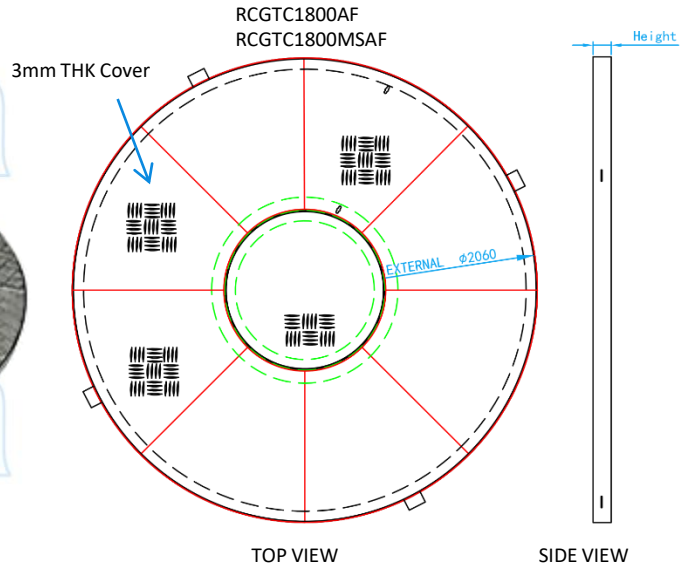 RCGTC1800AF
RCGTC1800MSAF
3mm THK Cover
Height
EXTERNAL ϕ2060
TOP VIEW
SIDE VIEW